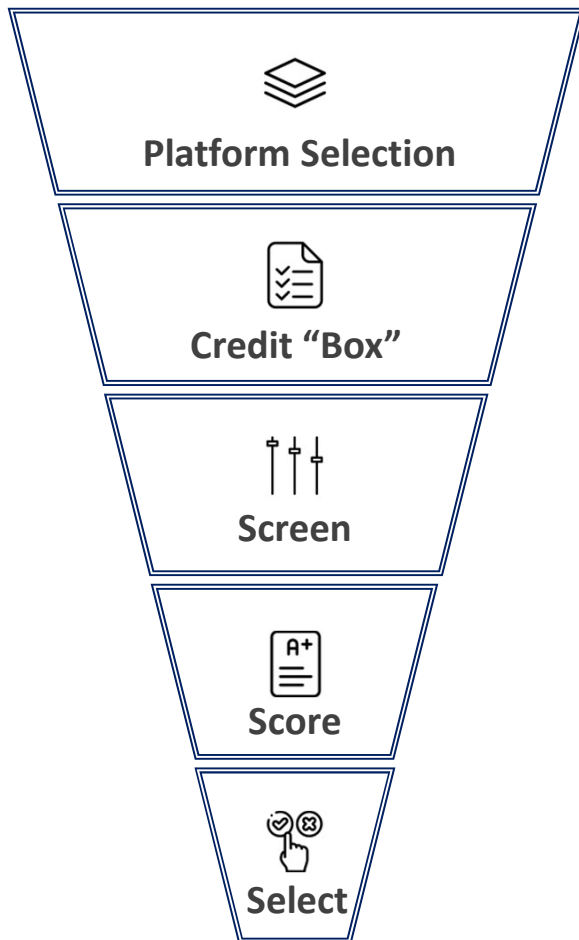 Platform Selection
Credit “Box”
Screen
A+
Score
Select